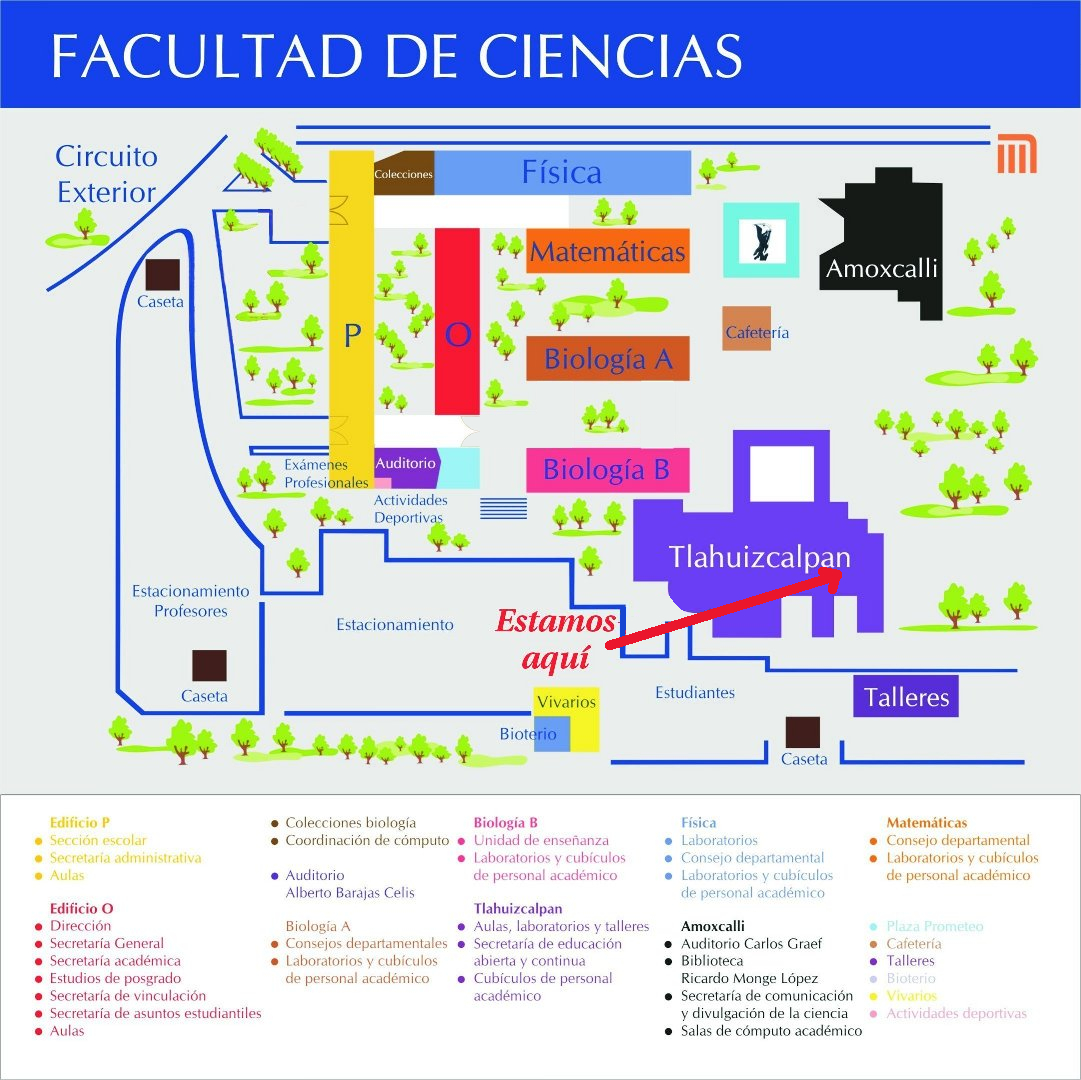 FACULTAD DE CIENCIAS
Circuito
Exterior
Colecciones
Física
Matemáticas
Amoxcalli
Caseta
P
O
Cafetería
Biología A
Exámenes
Profesionales
Auditorio
Biología B
Actividades
Deportivas
Tlahuizcalpan
Estacionamiento
Profesores
Estacionamiento
Estamos
aquí
Caseta
Estudiantes
Vivarios
Talleres
Bioterio
Caseta
Edificio P
Sección escolar
Secretaría administrativa
Aulas
Edificio O
Dirección
Secretaría General
Secretaría académica
Estudios de posgrado
Secretaría de vinculación
Secretaría de asuntos estudiantiles
Aulas
Colecciones biología
Coordinación de cómputo
Auditorio
Alberto Barajas Celis
Biología A
Consejos departamentales
Laboratorios y cubículos
de personal académico
Biología B
Unidad de enseñanza
Laboratorios y cubículos
de personal académico
Tlahuizcalpan
Aulas, laboratorios y talleres
Secretaría de educación
abierta y continua
Cubículos de personal
académico
Física
Laboratorios
Consejo departamental
Laboratorios y cubículos
de personal académico
Amoxcalli
Auditorio Carlos Graef
Biblioteca
Ricardo Monge López
Secretaría de comunicación
y divulgación de la ciencia
Salas de cómputo académico
Matemáticas
Consejo departamental
Laboratorios y cubículos
de personal académico
Plaza Prometeo
Cafetería
Talleres
Bioterio
Vivarios
Actividades deportivas